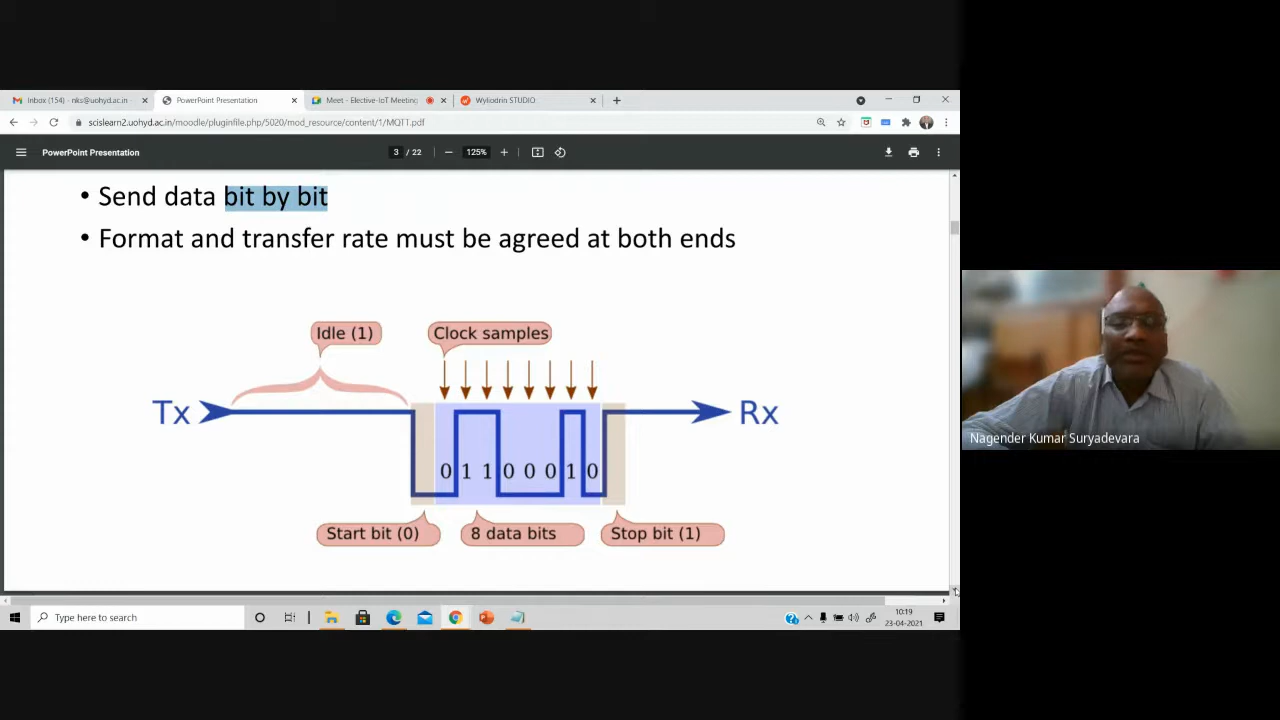 Inbox (154) - nks@uohyd.ac.in
PowerPoint Presentation
Meet - Elective-IoT Meeting
Wyliodrin STUDIO
scislearn2.uohyd.ac.in/moodle/pluginfile.php/5020/mod_resource/content/1/MQTT.pdf
PowerPoint Presentation
3 / 22
125%
• Send data bit by bit
• Format and transfer rate must be agreed at both ends
Idle (1)
Clock samples
Tx
Rx
0 1 1 0 0 0 1 0
Start bit (0)
8 data bits
Stop bit (1)
Nagender Kumar Suryadevara
Type here to search
10:19
23-04-2021